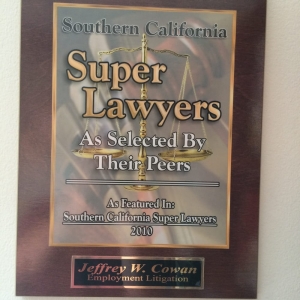 Southern California
Super
Lawyers
As Selected By
Their Peers
As Featured In:
Southern California Super Lawyers
2010
Jeffrey W. Cowan
Employment Litigation